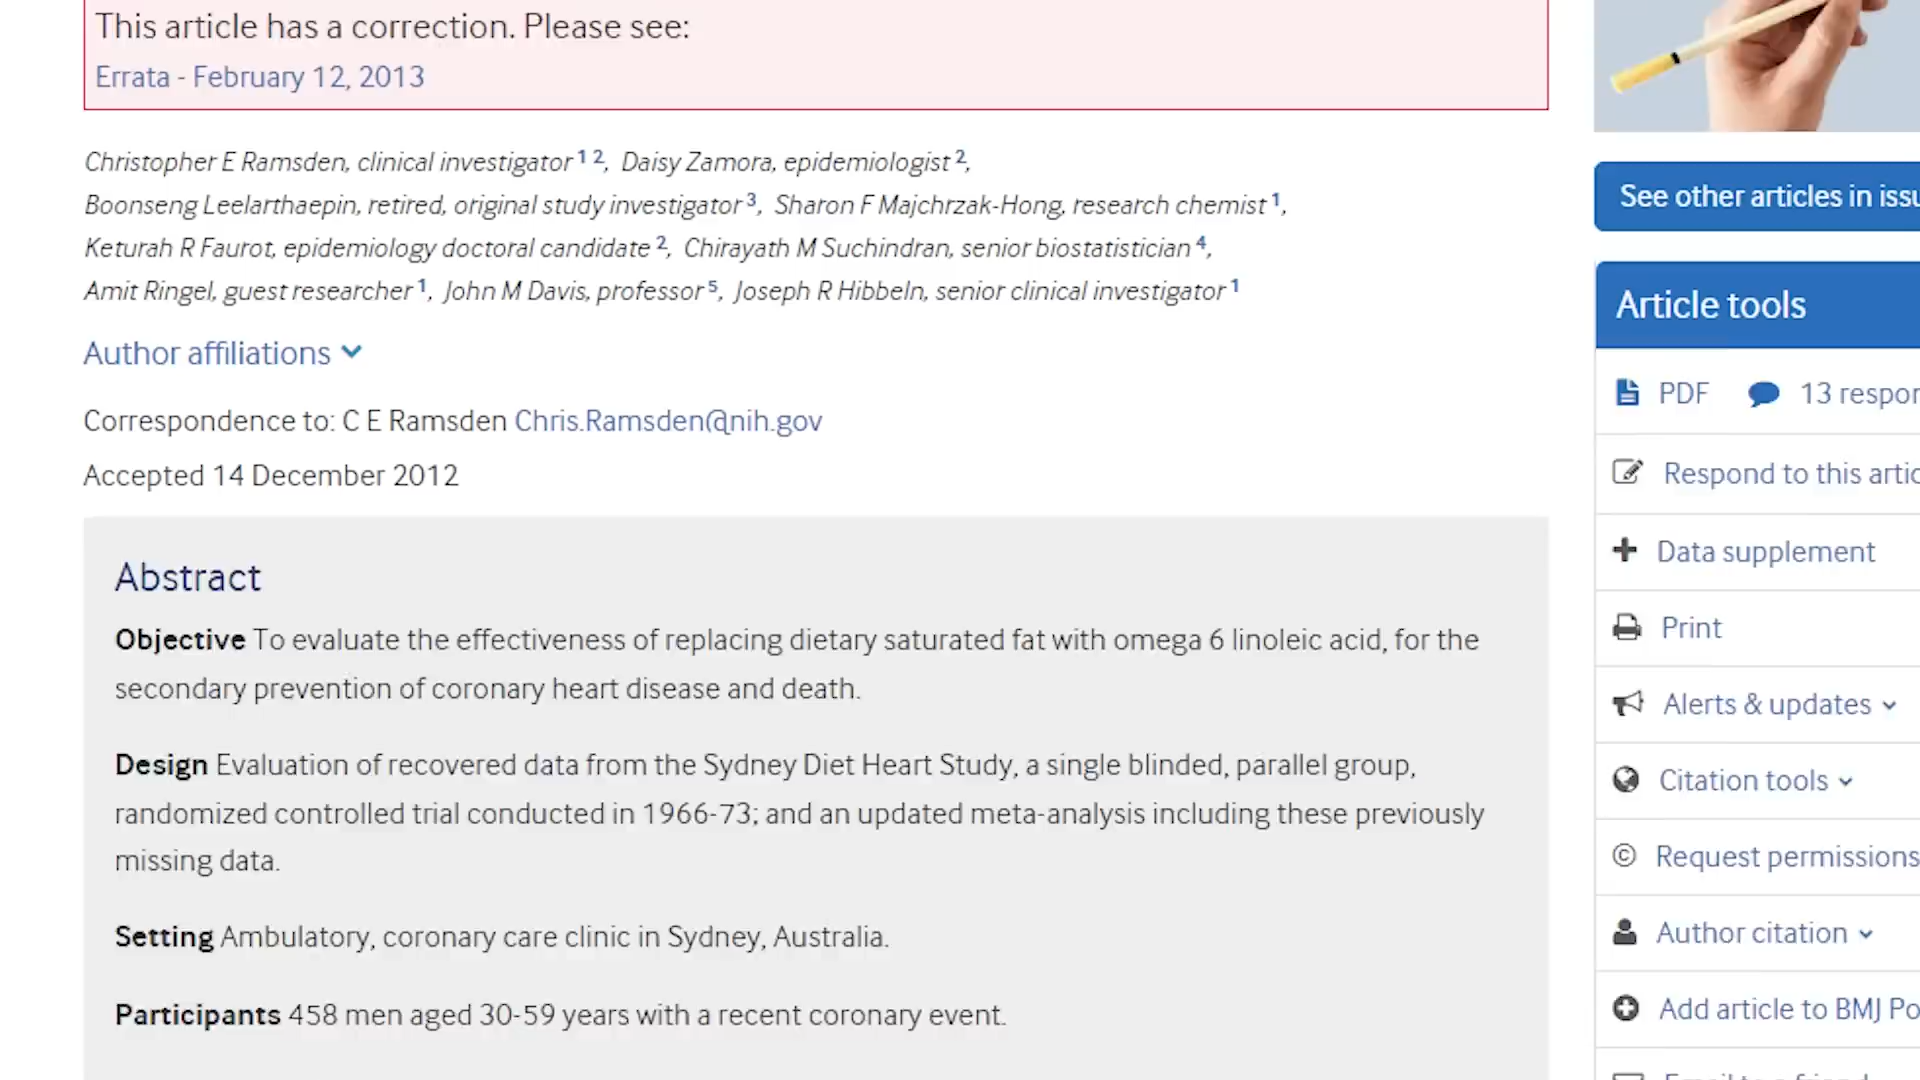 This article has a correction. Please see:
Errata - February 12, 2013
Christopher E Ramsden, clinical investigator 1 2, Daisy Zamora, epidemiologist 2,
Boonseng Leelarthaepin, retired, original study investigator 3, Sharon F Majchrzak-Hong, research chemist 1,
Keturah R Faurot, epidemiology doctoral candidate 2, Chirayath M Suchindran, senior biostatistician 4,
Amit Ringel, guest researcher 1, John M Davis, professor 5, Joseph R Hibbeln, senior clinical investigator 1
Author affiliations
Correspondence to: C E Ramsden Chris.Ramsden@nih.gov
Accepted 14 December 2012
Abstract
Objective To evaluate the effectiveness of replacing dietary saturated fat with omega 6 linoleic acid, for the
secondary prevention of coronary heart disease and death.
Design Evaluation of recovered data from the Sydney Diet Heart Study, a single blinded, parallel group,
randomized controlled trial conducted in 1966-73; and an updated meta-analysis including these previously
missing data.
Setting Ambulatory, coronary care clinic in Sydney, Australia.
Participants 458 men aged 30-59 years with a recent coronary event.
See other articles in issu
Article tools
PDF 13 respor
Respond to this artic
Data supplement
Print
Alerts & updates
Citation tools
© Request permissions
Author citation
Add article to BMJ Po